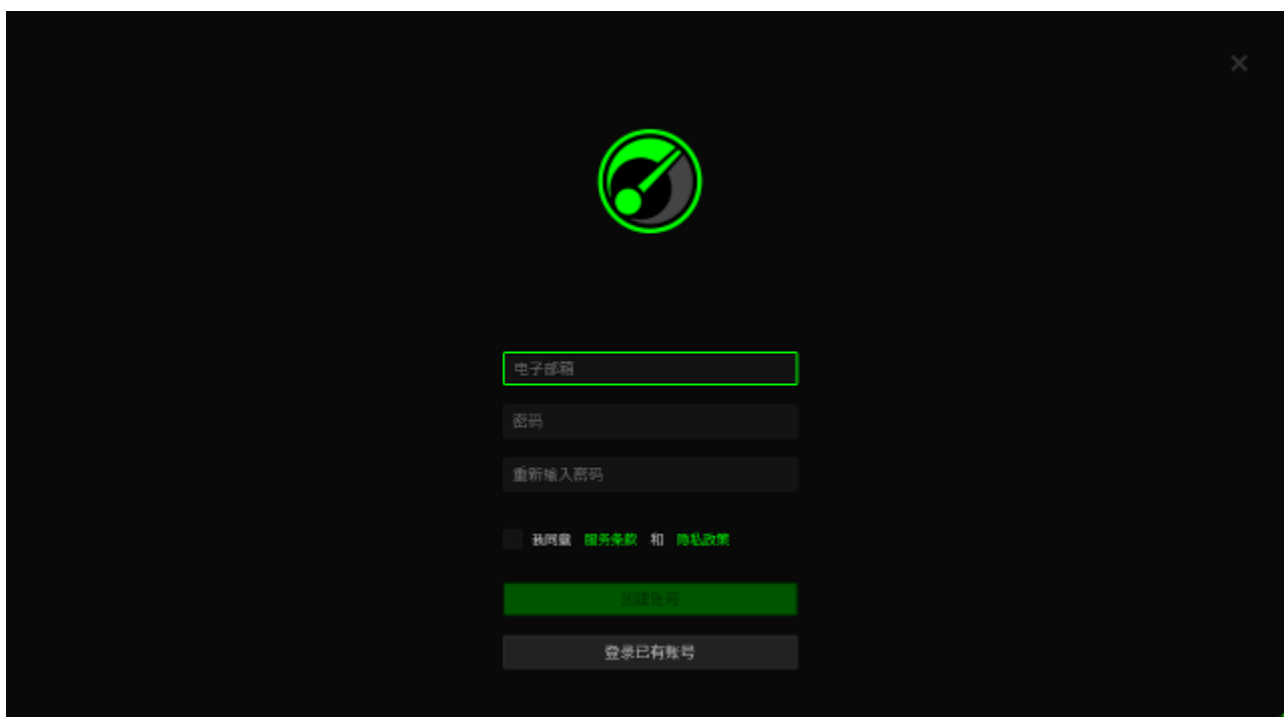 电子邮箱
密码
重新输入密码
我同意 服务条款 和 隐私政策
创建账号
登录已有账号